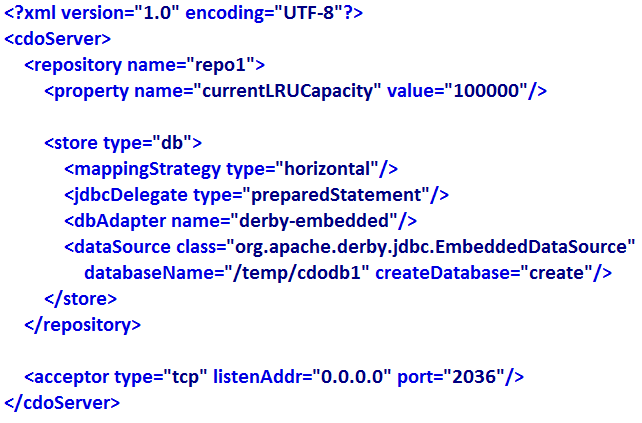 <?xml version="1.0" encoding="UTF-8"?>
<cdoServer>
<repository name="repo1">
<property name="currentLRUCapacity" value="100000"/>
<store type="db">
<mappingStrategy type="horizontal"/>
<jdbcDelegate type="preparedStatement"/>
<dbAdapter name="derby-embedded"/>
<dataSource class="org.apache.derby.jdbc.EmbeddedDataSource"
databaseName="/temp/cdodb1" createDatabase="create"/>
</store>
</repository>
<acceptor type="tcp" listenAddr="0.0.0.0" port="2036"/>
</cdoServer>